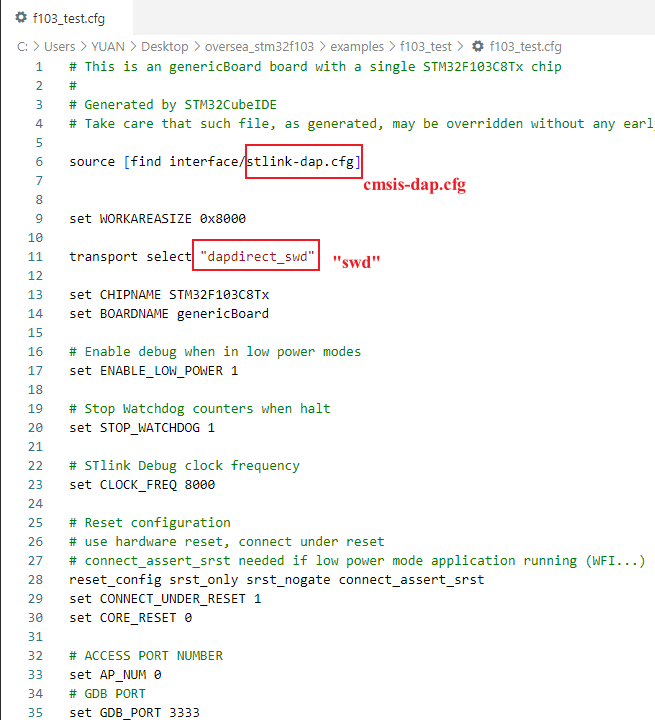 f103_test.cfg
C: > Users > YUAN > Desktop > oversea_stm32f103 > examples > f103_test > f103_test.cfg
1 # This is an genericBoard board with a single STM32F103C8Tx chip
2 #
3 # Generated by STM32CubeIDE
4 # Take care that such file, as generated, may be overridden without any earl
5
6 source [find interface/stlink-dap.cfg]
cmsis-dap.cfg
7
8
9 set WORKAREASIZE 0x8000
10
11 transport select "dapdirect_swd" "swd"
12
13 set CHIPNAME STM32F103C8Tx
14 set BOARDNAME genericBoard
15
16 # Enable debug when in low power modes
17 set ENABLE_LOW_POWER 1
18
19 # Stop Watchdog counters when halt
20 set STOP_WATCHDOG 1
21
22 # STlink Debug clock frequency
23 set CLOCK_FREQ 8000
24
25 # Reset configuration
26 # use hardware reset, connect under reset
27 # connect_assert_srst needed if low power mode application running (WFI...)
28 reset_config srst_only srst_nogate connect_assert_srst
29 set CONNECT_UNDER_RESET 1
30 set CORE_RESET 0
31
32 # ACCESS PORT NUMBER
33 set AP_NUM 0
34 # GDB PORT
35 set GDB_PORT 3333